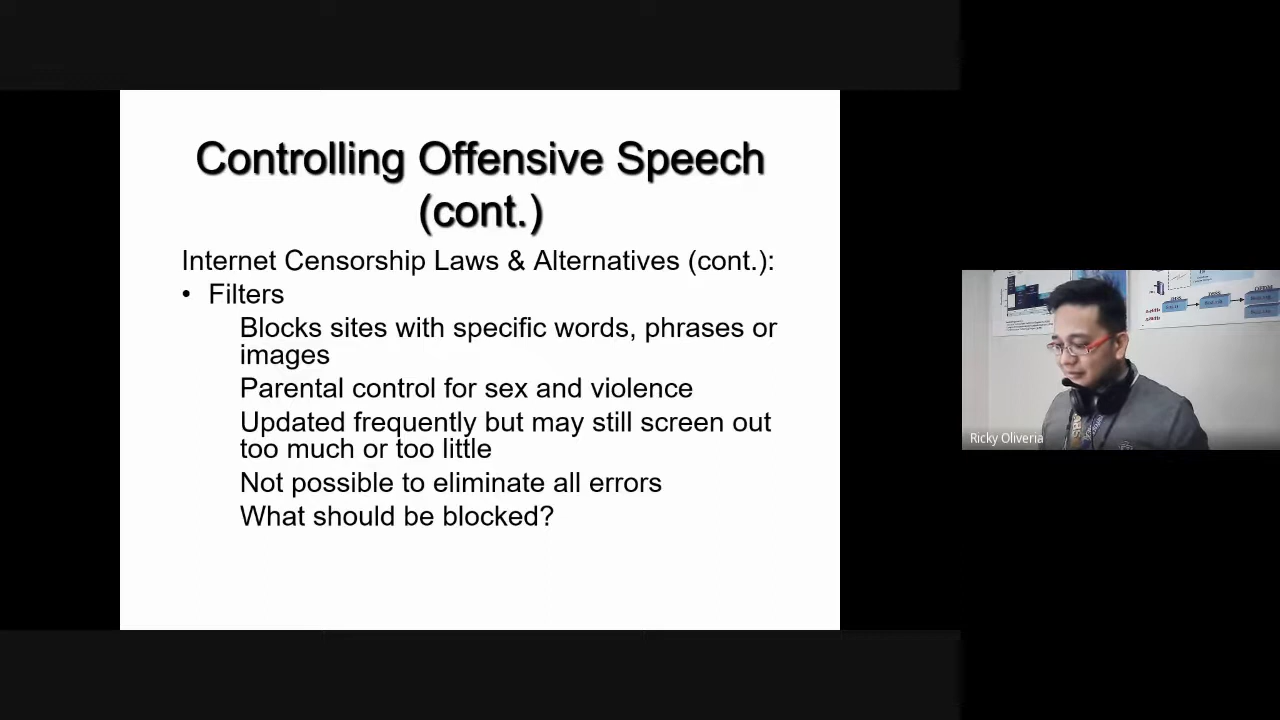 Controlling Offensive Speech
(cont.)
Internet Censorship Laws & Alternatives (cont.):
• Filters
Blocks sites with specific words, phrases or
images
Parental control for sex and violence
Updated frequently but may still screen out
too much or too little
Not possible to eliminate all errors
What should be blocked?
Ricky Oliveria